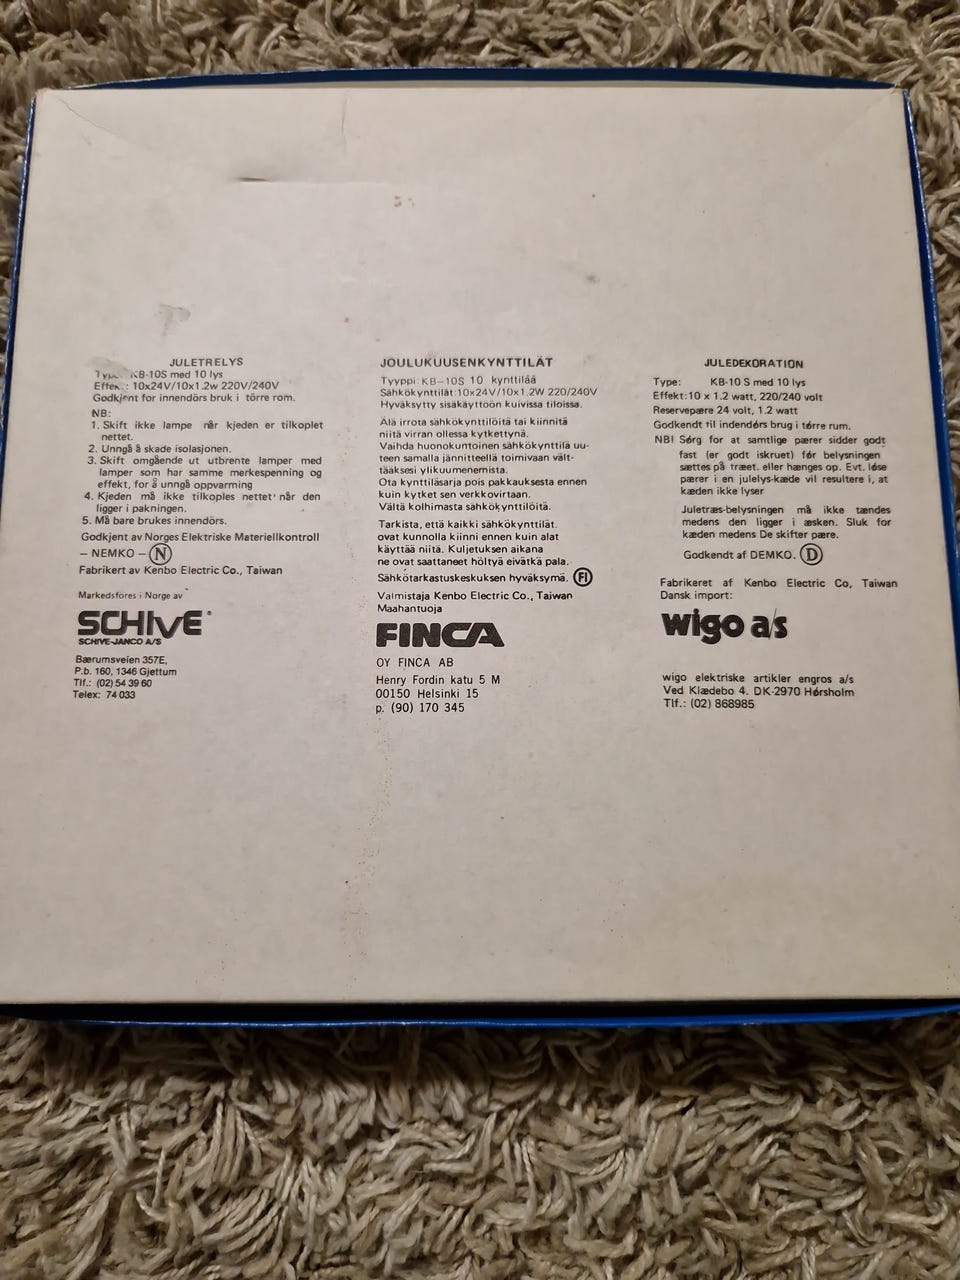 JULETRELYS
KB-10S med 10 lys
10x24V/10x1.2w 220V/240V
Godkjent for innendörs bruk i törre rom.
NB:
1. Skift ikke lampe når kjeden er tilkoplet
nettet.
2. Unngå å skade isolasjonen.
3. Skift omgående ut utbrente lamper med
lamper som har samme merkespenning og
effekt, for å unngå oppvarming
4. Kjeden må ikke tilkoples nettet når den
ligger i pakningen.
5. Må bare brukes innendörs.
Godkjent av Norges Elektriske Materiellkontroll
– NEMKO – N
Fabrikert av Kenbo Electric Co., Taiwan
Markedsföres i Norge av
SCHIVE
SCHIVE-JANCO A/S
Bærumsveien 357E,
P.b. 160, 1346 Gjettum
Tlf.: (02) 54 39 60
Telex: 74 033
JOULUKUUSENKYNTTILÄT
Tyyppi: KB-10S 10 kynttilää
Sähkökynttilät: 10x24V/10x1.2W 220/240V
Hyväksytty sisäkäyttöön kuivissa tiloissa.
Älä irrota sähkökynttilöitä tai kiinnitä
niitä virran ollessa kytkettynä.
Vaihda huonokuntoinen sähkökynttilä uu-
teen samalla jännitteellä toimivaan vält-
tääksesi ylikuumenemista.
Ota kynttiläsarja pois pakkauksesta ennen
kuin kytket sen verkkovirtaan.
Vältä kolhimasta sähkökynttilöitä.
Tarkista, että kaikki sähkökynttilät.
ovat kunnolla kiinni ennen kuin alat
käyttää niitä. Kuljetuksen aikana
ne ovat saattaneet höltyä eivätkä pala.
Sähkötarkastuskeskuksen hyväksymä. FI
Valmistaja Kenbo Electric Co., Taiwan
Maahantuoja
FINCA
OY FINCA AB
Henry Fordin katu 5 M
00150 Helsinki 15
p. (90) 170 345
JULEDEKORATION
Type: KB-10 S med 10 lys
Effekt: 10 x 1.2 watt, 220/240 volt
Reservepære 24 volt, 1.2 watt
Godkendt til indendørs brug i tørre rum.
NB! Sørg for at samtlige pærer sidder godt
fast (er godt iskruet) før belysningen
sættes på træet. eller hænges op. Evt. løse
pærer i en julelys-kæde vil resultere i, at
kæden ikke lyser
Juletræs-belysningen må ikke tændes
medens den ligger i æsken. Sluk for
kæden medens De skifter pære.
Godkendt af DEMKO. D
Fabrikeret af Kenbo Electric Co, Taiwan
Dansk import:
wigo a/s
wigo elektriske artikler engros a/s
Ved Klædebo 4. DK-2970 Hørsholm
Tlf.: (02) 868985